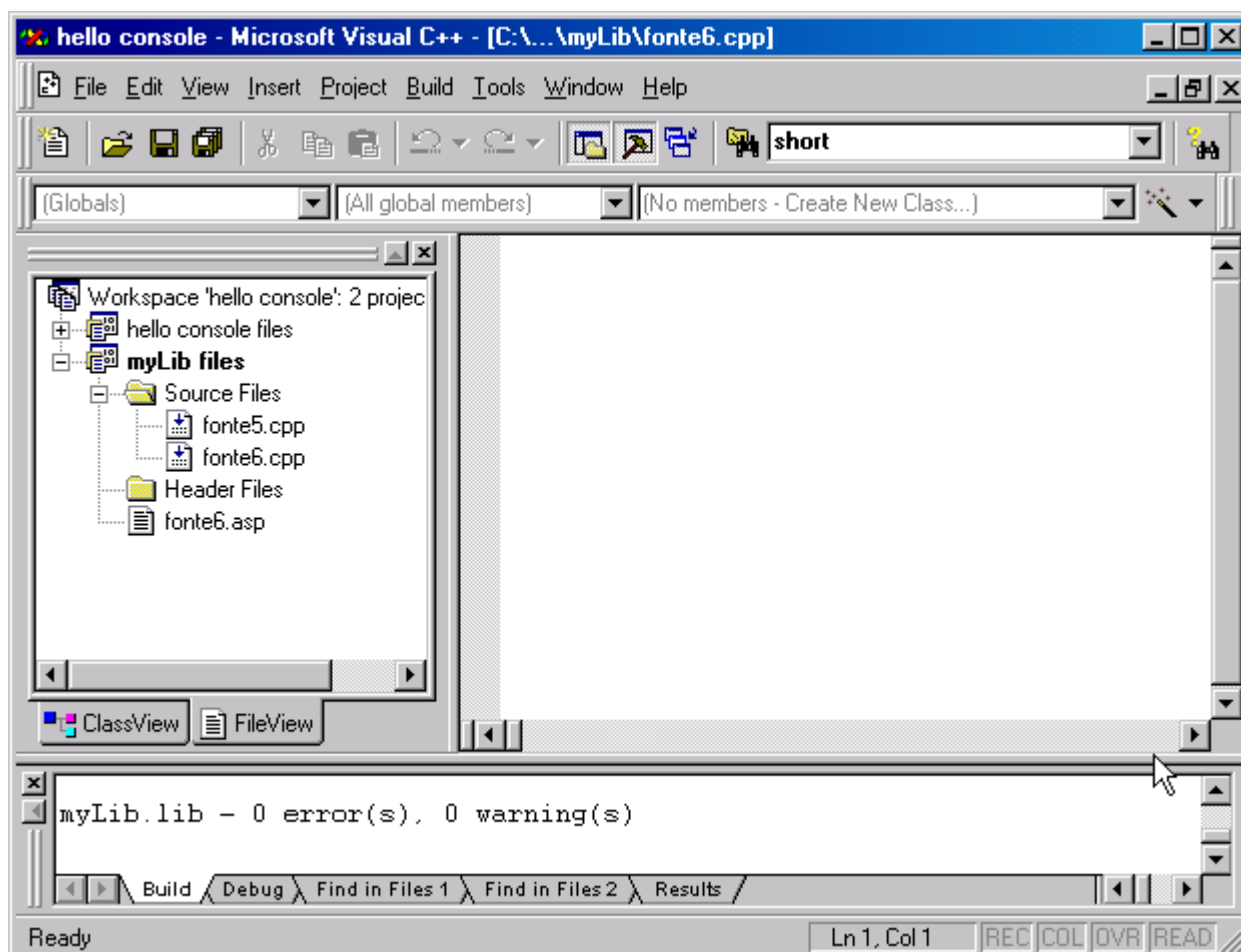 hello console - Microsoft Visual C++ - [C:\...\myLib\fonte6.cpp]
File Edit View Insert Project Build Tools Window Help
short
(Globals) (All global members) (No members - Create New Class...)
Workspace 'hello console': 2 projec
hello console files
myLib files
Source Files
fonte5.cpp
fonte6.cpp
Header Files
fonte6.asp
ClassView FileView
myLib.lib - 0 error(s), 0 warning(s)
Build Debug Find in Files 1 Find in Files 2 Results
Ready Ln 1, Col 1 REC COL OVR READ